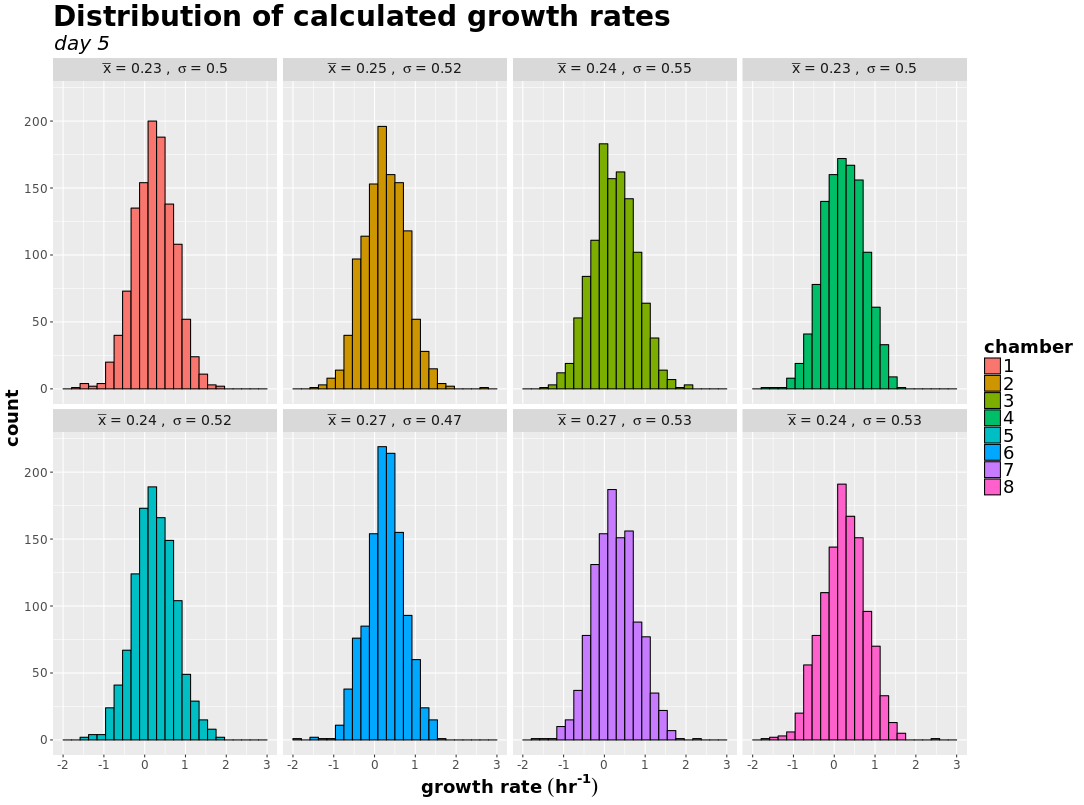 Distribution of calculated growth rates
day 5
x̅ = 0.23 , σ = 0.5
x̅ = 0.25 , σ = 0.52
x̅ = 0.24 , σ = 0.55
x̅ = 0.23 , σ = 0.5
200
150
100
50
0
x̅ = 0.24 , σ = 0.52
x̅ = 0.27 , σ = 0.47
x̅ = 0.27 , σ = 0.53
x̅ = 0.24 , σ = 0.53
200
150
100
50
0
count
-2 -1 0 1 2 3
-2 -1 0 1 2 3
-2 -1 0 1 2 3
-2 -1 0 1 2 3
growth rate (hr⁻¹)
chamber
1
2
3
4
5
6
7
8